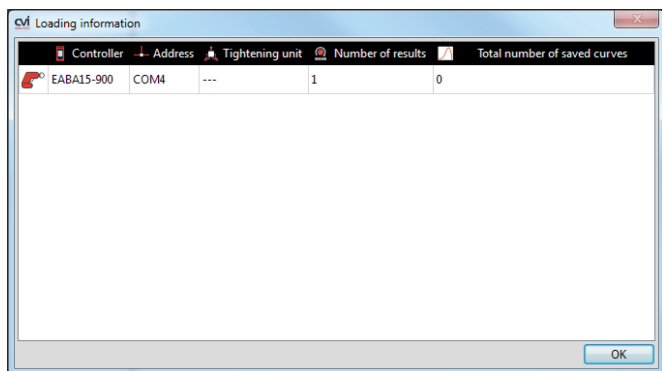 cvi Loading information
Controller Address Tightening unit Number of results Total number of saved curves
EABA15-900 COM4 --- 1 0
OK